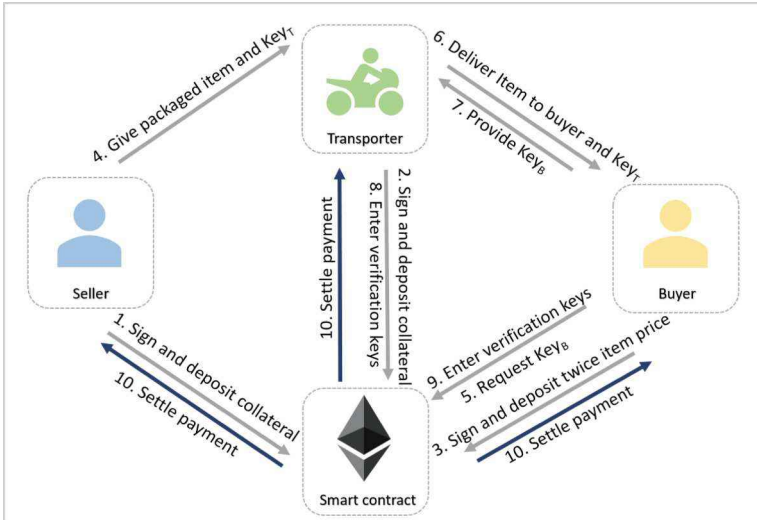 4. Give packaged item and KeyT
Transporter
6. Deliver Item to buyer and KeyT
7. Provide KeyB
Seller
Buyer
10. Settle payment
8. Enter verification keys
2. Sign and deposit collateral
1. Sign and deposit collateral
10. Settle payment
9. Enter verification keys
5. Request KeyB
3. Sign and deposit twice item price
10. Settle payment
Smart contract